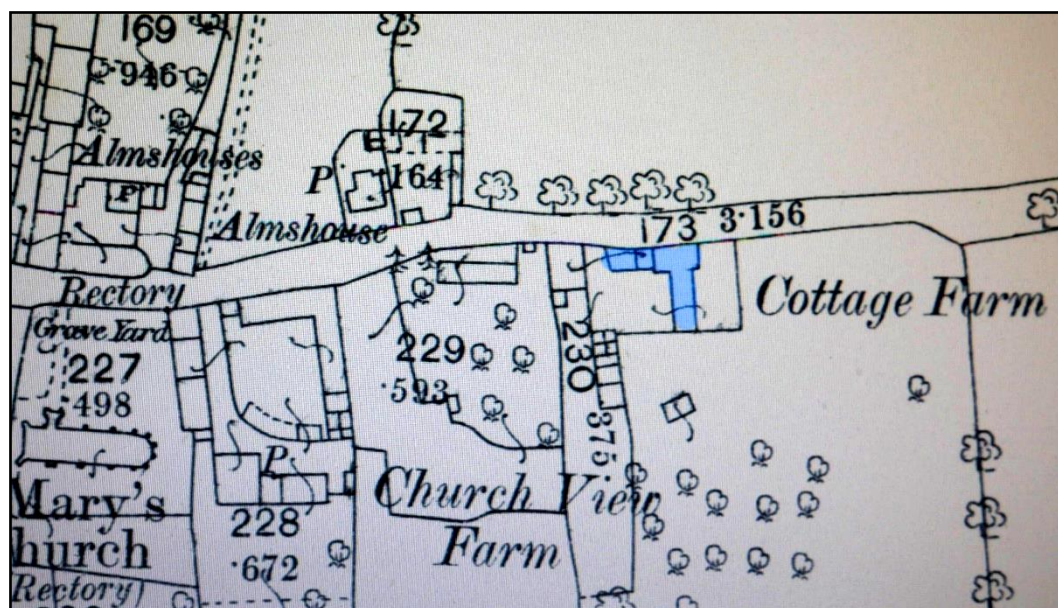 169
·946
Almshouses
P
172
P
·164
Almshouse
173 3·156
Rectory
Cottage Farm
Grave Yard
227
·498
229
·593
230
·375
P
Mary's
hurch
Rectory
Church View
Farm
228
·672